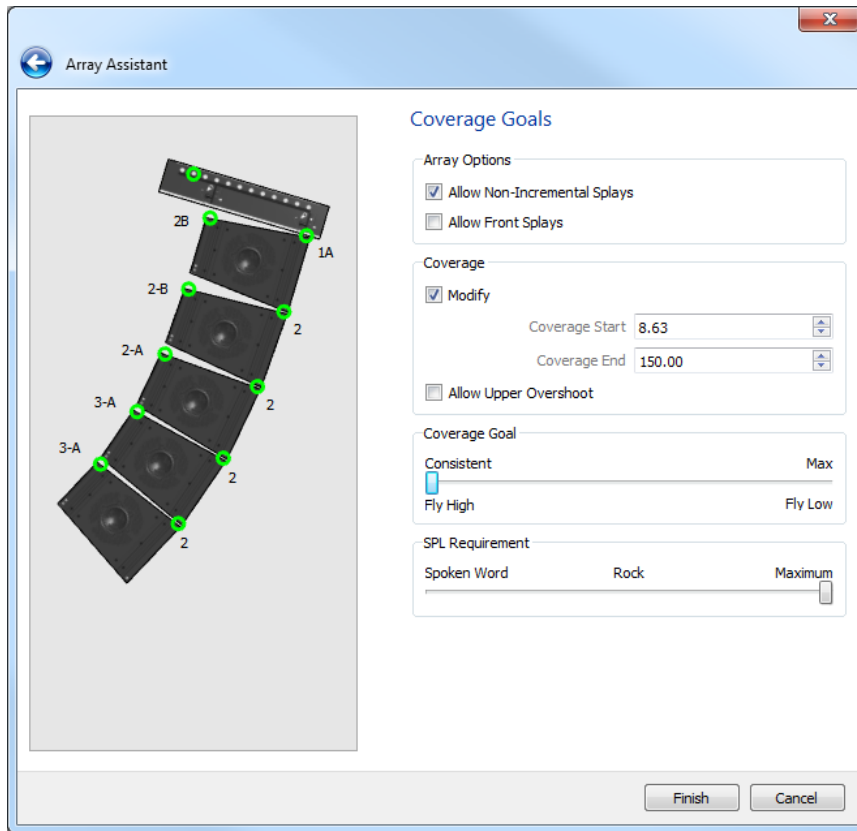 Array Assistant
2B
1A
2-B
2
2-A
2
3-A
2
3-A
2
Coverage Goals
Array Options
Allow Non-Incremental Splays
Allow Front Splays
Coverage
Modify
Coverage Start 8.63
Coverage End 150.00
Allow Upper Overshoot
Coverage Goal
Consistent Max
Fly High Fly Low
SPL Requirement
Spoken Word Rock Maximum
Finish Cancel